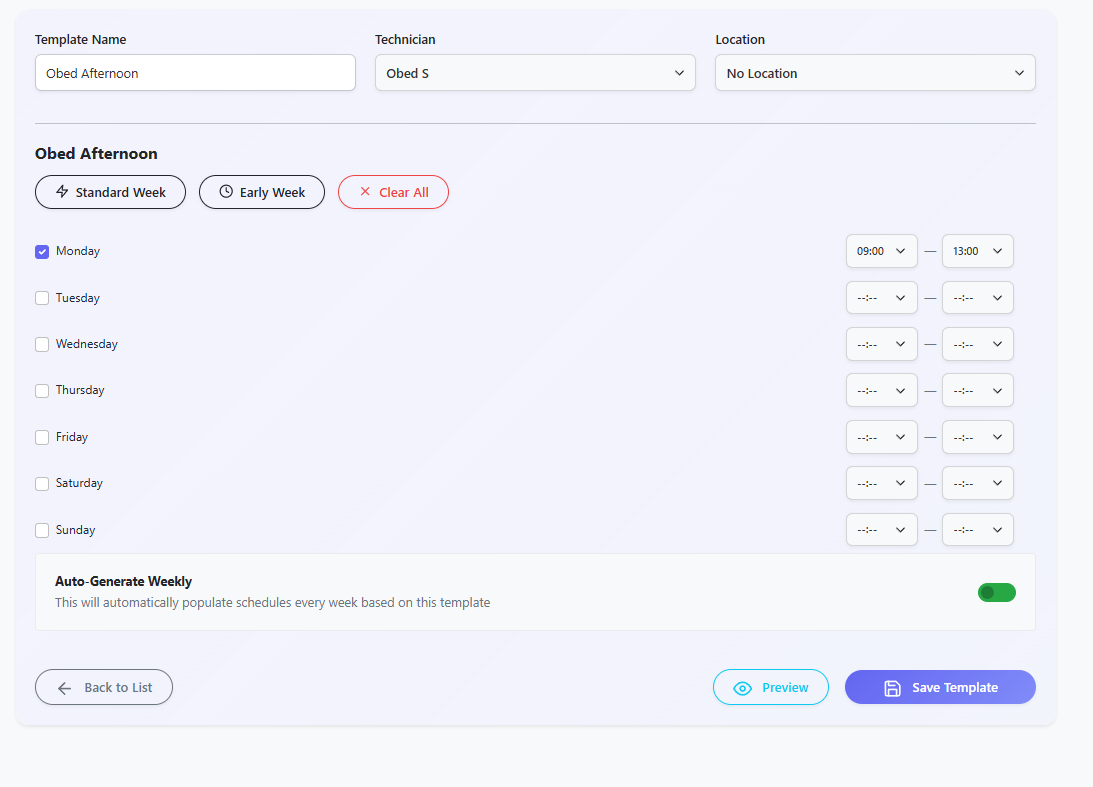 Template Name
Technician
Location
Obed Afternoon
Obed S
No Location
Obed Afternoon
Standard Week
Early Week
Clear All
Monday
09:00 — 13:00
Tuesday
--:-- — --:--
Wednesday
--:-- — --:--
Thursday
--:-- — --:--
Friday
--:-- — --:--
Saturday
--:-- — --:--
Sunday
--:-- — --:--
Auto-Generate Weekly
This will automatically populate schedules every week based on this template
Back to List
Preview
Save Template